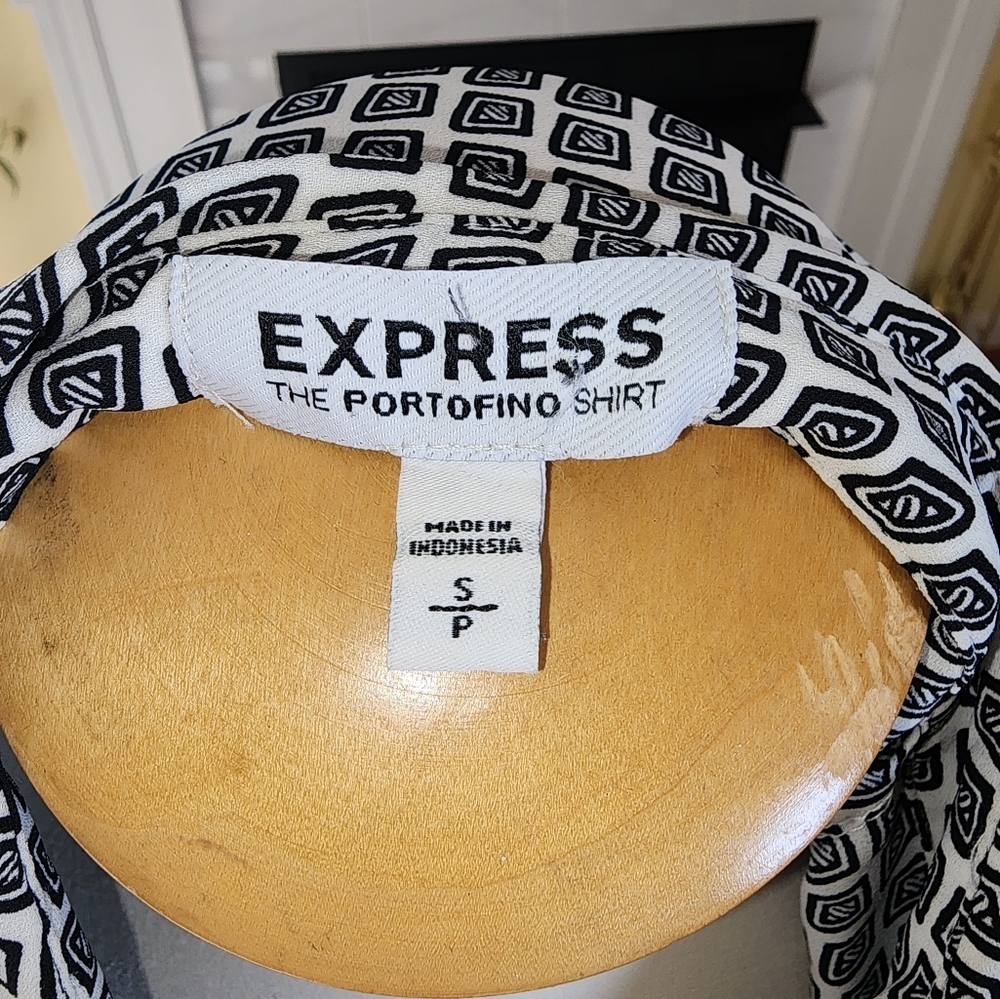 EXPRESS
THE PORTOFINO SHIRT
MADE IN
INDONESIA
S
P